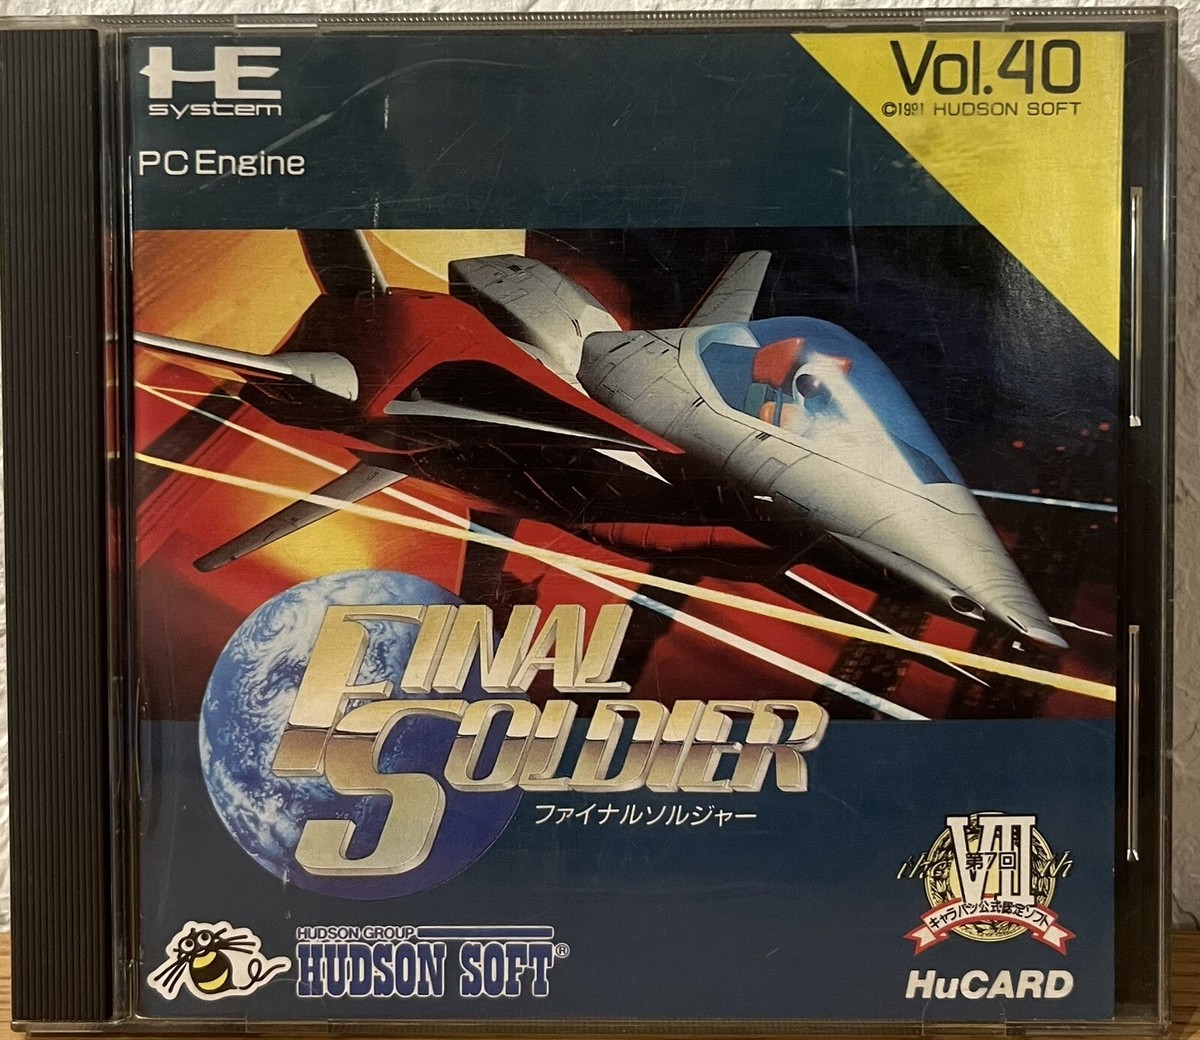 HE
system
PC Engine
Vol.40
©1991 HUDSON SOFT
FINAL
SOLDIER
ファイナルソルジャー
the VII th
第7回
キャラバン公式認定ソフト
HUDSON GROUP
HUDSON SOFT®
HuCARD